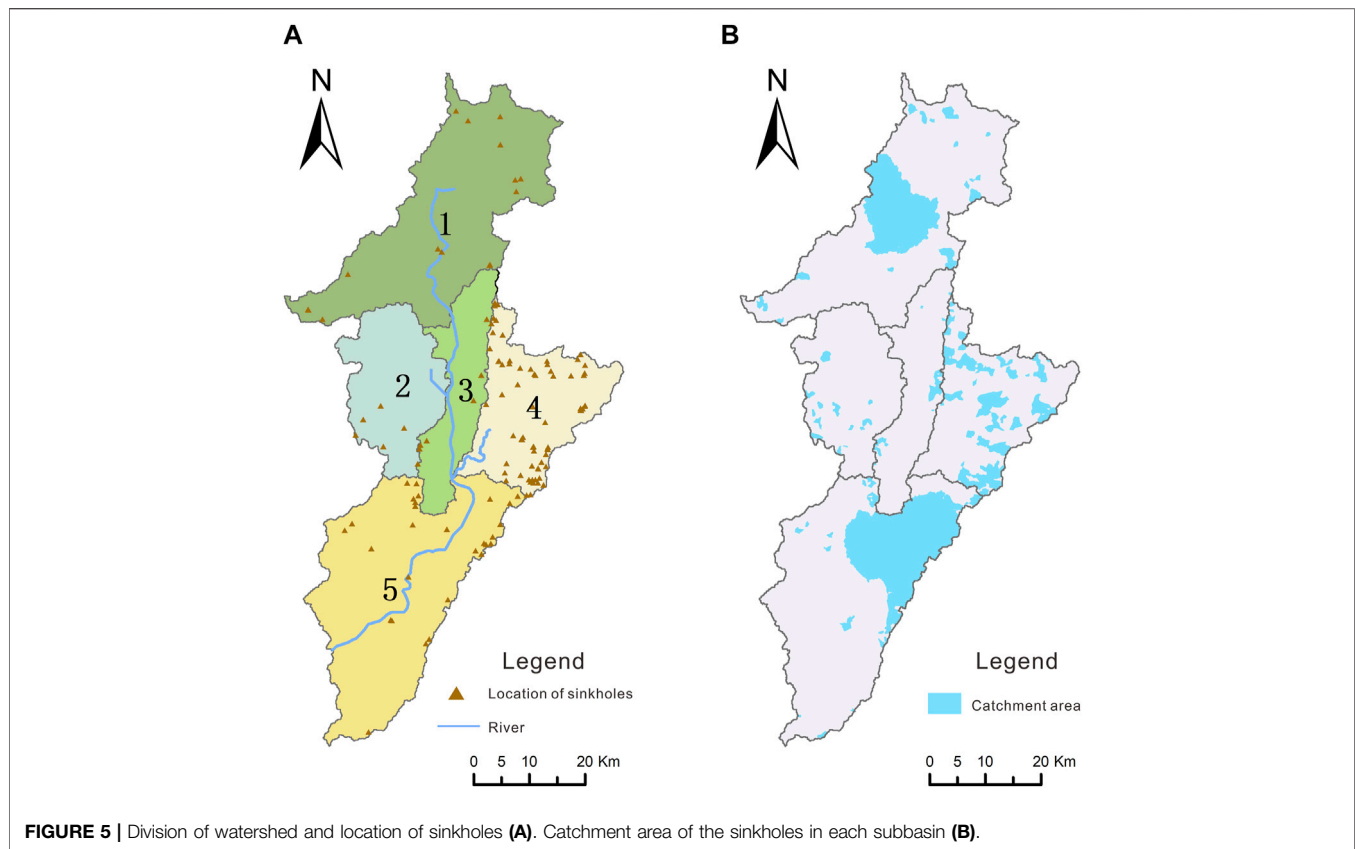 A
N
1
2
3
4
5
Legend
Location of sinkholes
River
0 5 10 20 Km
B
N
Legend
Catchment area
0 5 10 20 Km
FIGURE 5 | Division of watershed and location of sinkholes (A). Catchment area of the sinkholes in each subbasin (B).